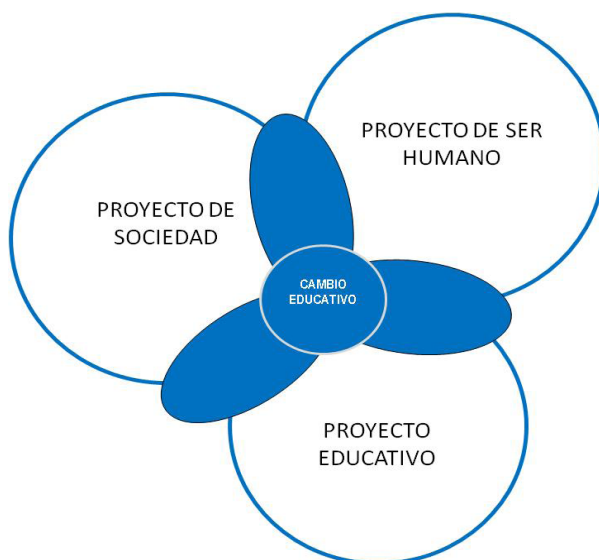 PROYECTO DE SER
HUMANO
PROYECTO DE
SOCIEDAD
CAMBIO
EDUCATIVO
PROYECTO
EDUCATIVO